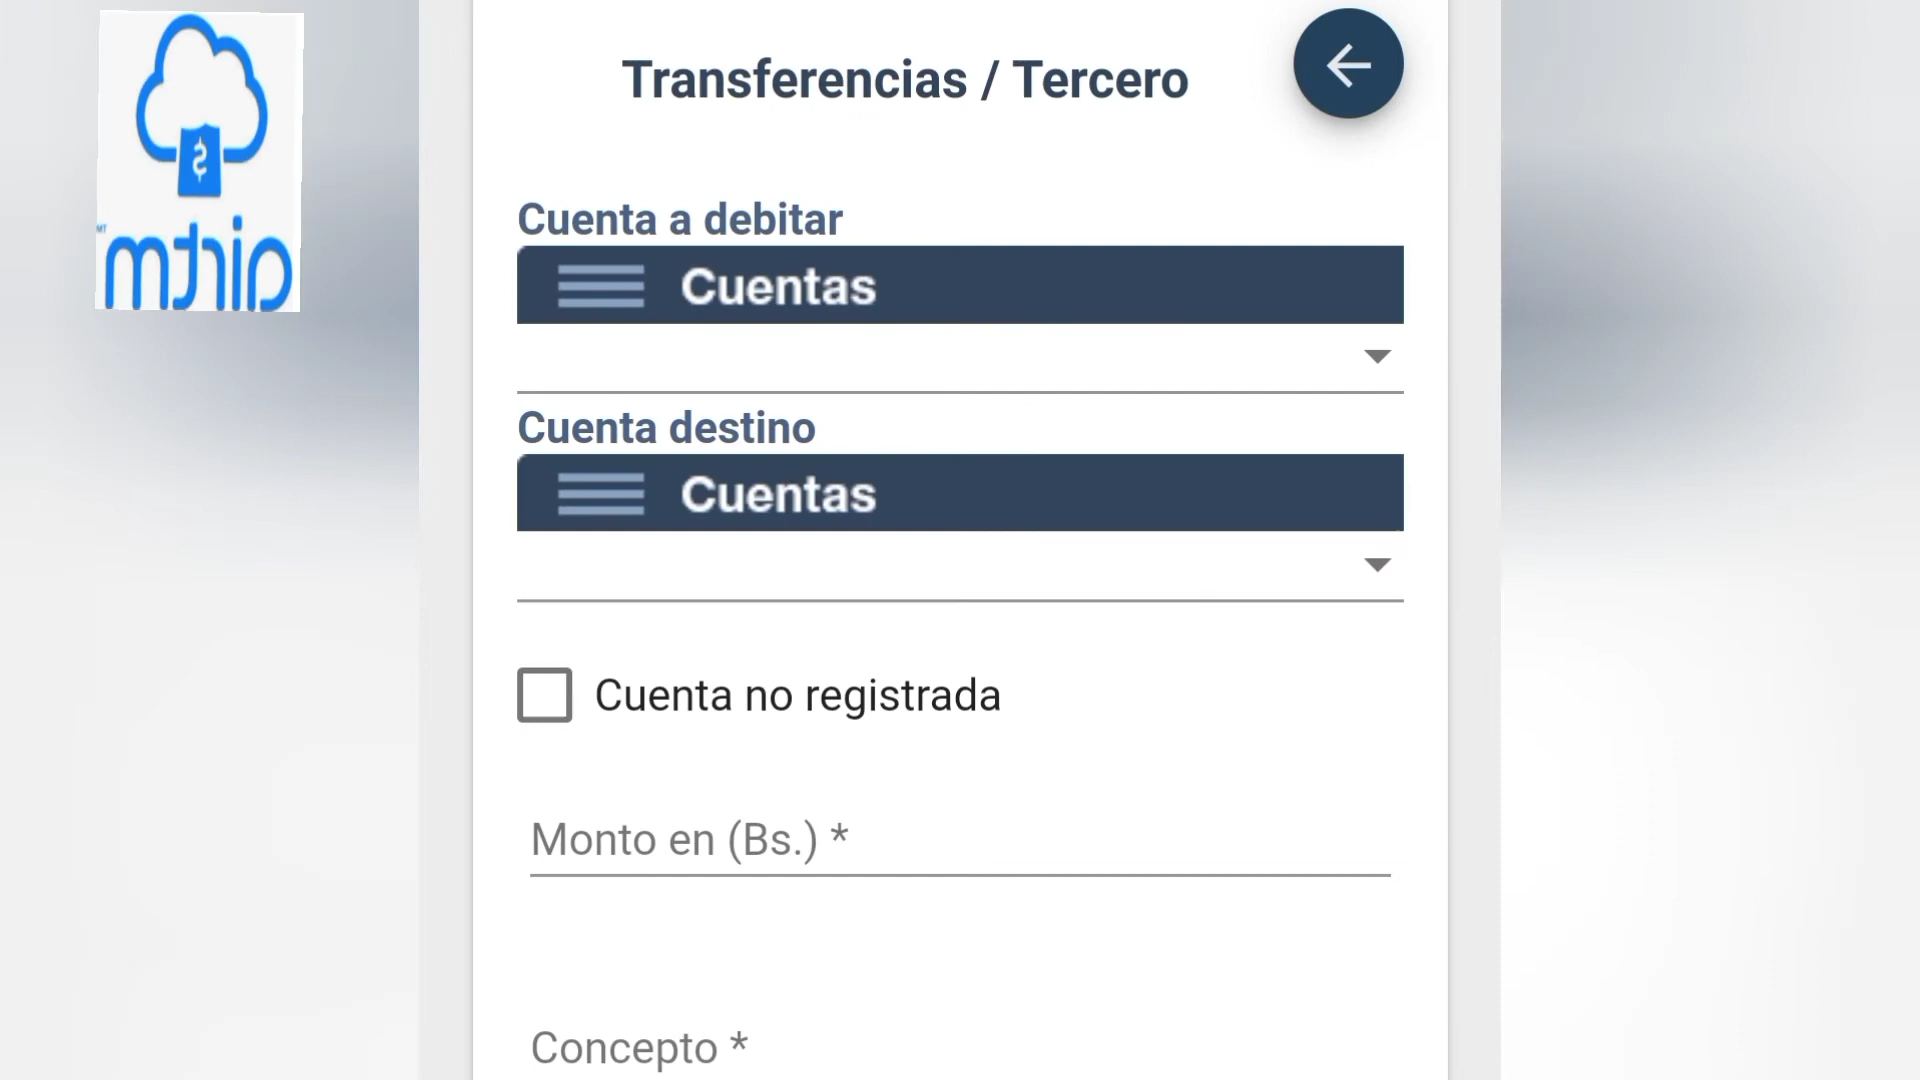 Transferencias / Tercero
Cuenta a debitar
Cuentas
Cuenta destino
Cuentas
Cuenta no registrada
Monto en (Bs.) *
Concepto *